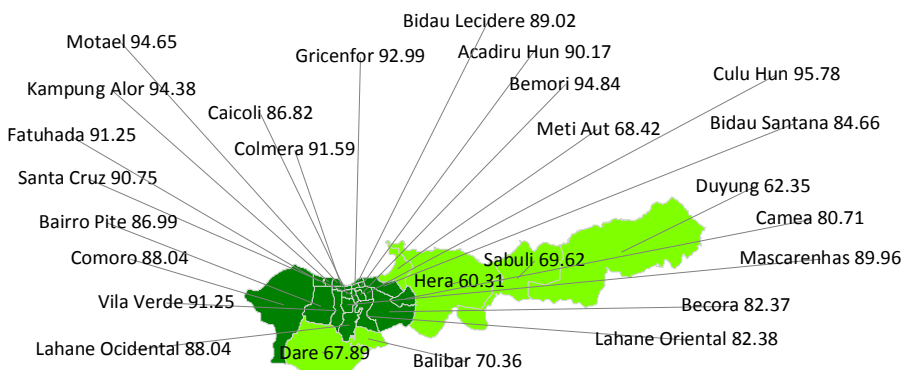 Bidau Lecidere 89.02
Motael 94.65
Gricenfor 92.99
Acadiru Hun 90.17
Culu Hun 95.78
Kampung Alor 94.38
Bemori 94.84
Caicoli 86.82
Meti Aut 68.42
Bidau Santana 84.66
Fatuhada 91.25
Colmera 91.59
Santa Cruz 90.75
Duyung 62.35
Bairro Pite 86.99
Camea 80.71
Comoro 88.04
Sabuli 69.62
Mascarenhas 89.96
Hera 60.31
Vila Verde 91.25
Becora 82.37
Lahane Oriental 82.38
Lahane Ocidental 88.04
Dare 67.89
Balibar 70.36